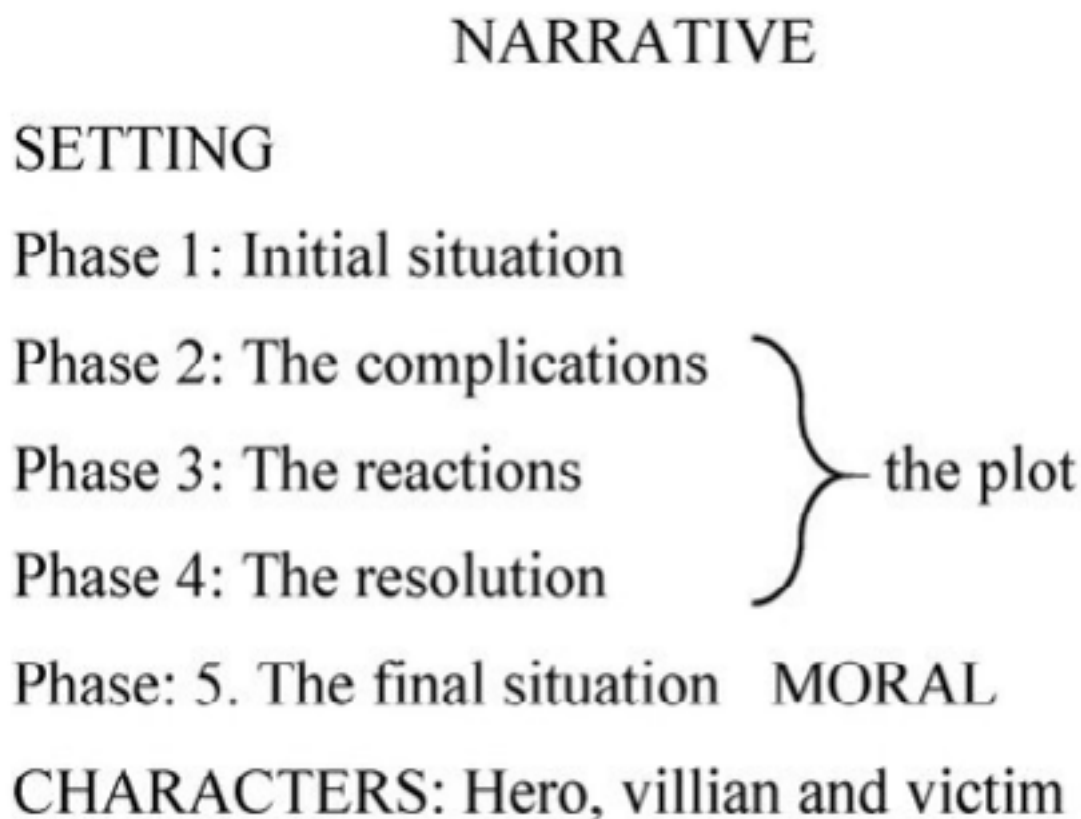 NARRATIVE
SETTING
Phase 1: Initial situation
Phase 2: The complications
Phase 3: The reactions
the plot
Phase 4: The resolution
Phase: 5. The final situation MORAL
CHARACTERS: Hero, villian and victim